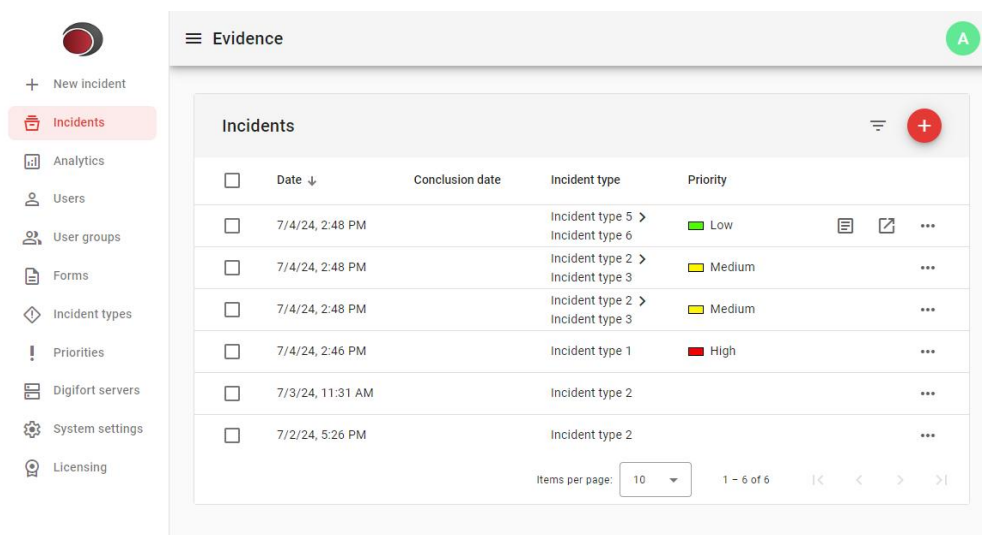 Evidence
A
New incident
Incidents
Analytics
Users
User groups
Forms
Incident types
Priorities
Digifort servers
System settings
Licensing
Incidents
Date Conclusion date Incident type Priority
7/4/24, 2:48 PM Incident type 5 > Low
Incident type 6
7/4/24, 2:48 PM Incident type 2 > Medium
Incident type 3
7/4/24, 2:48 PM Incident type 2 > Medium
Incident type 3
7/4/24, 2:46 PM Incident type 1 High
7/3/24, 11:31 AM Incident type 2
7/2/24, 5:26 PM Incident type 2
Items per page: 10 1 – 6 of 6